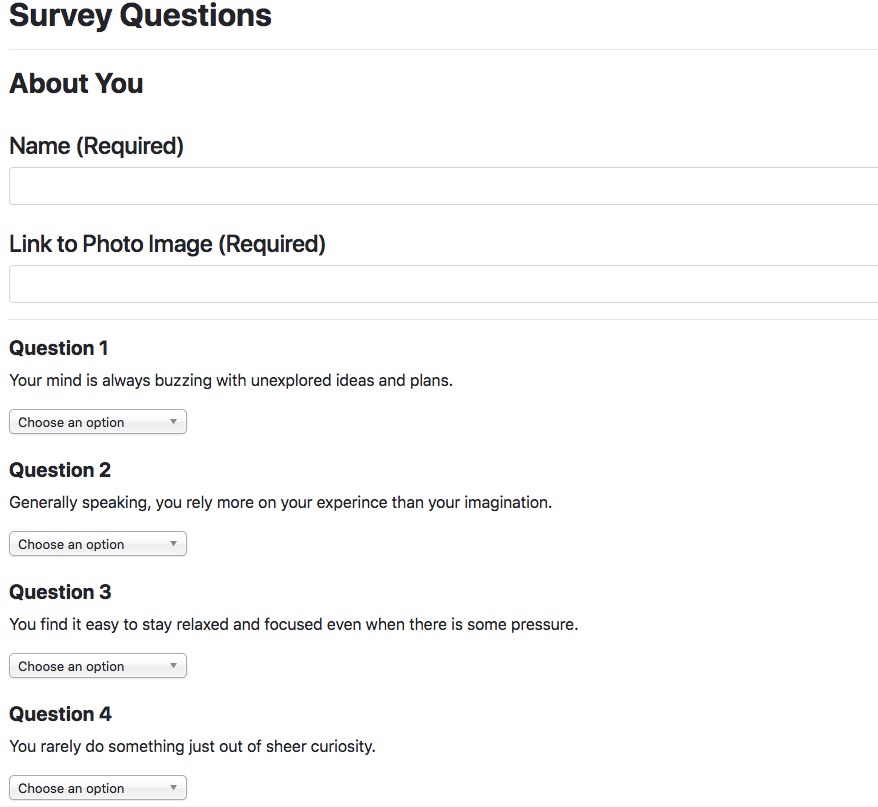 Survey Questions
About You
Name (Required)
Link to Photo Image (Required)
Question 1
Your mind is always buzzing with unexplored ideas and plans.
Choose an option
Question 2
Generally speaking, you rely more on your experince than your imagination.
Choose an option
Question 3
You find it easy to stay relaxed and focused even when there is some pressure.
Choose an option
Question 4
You rarely do something just out of sheer curiosity.
Choose an option